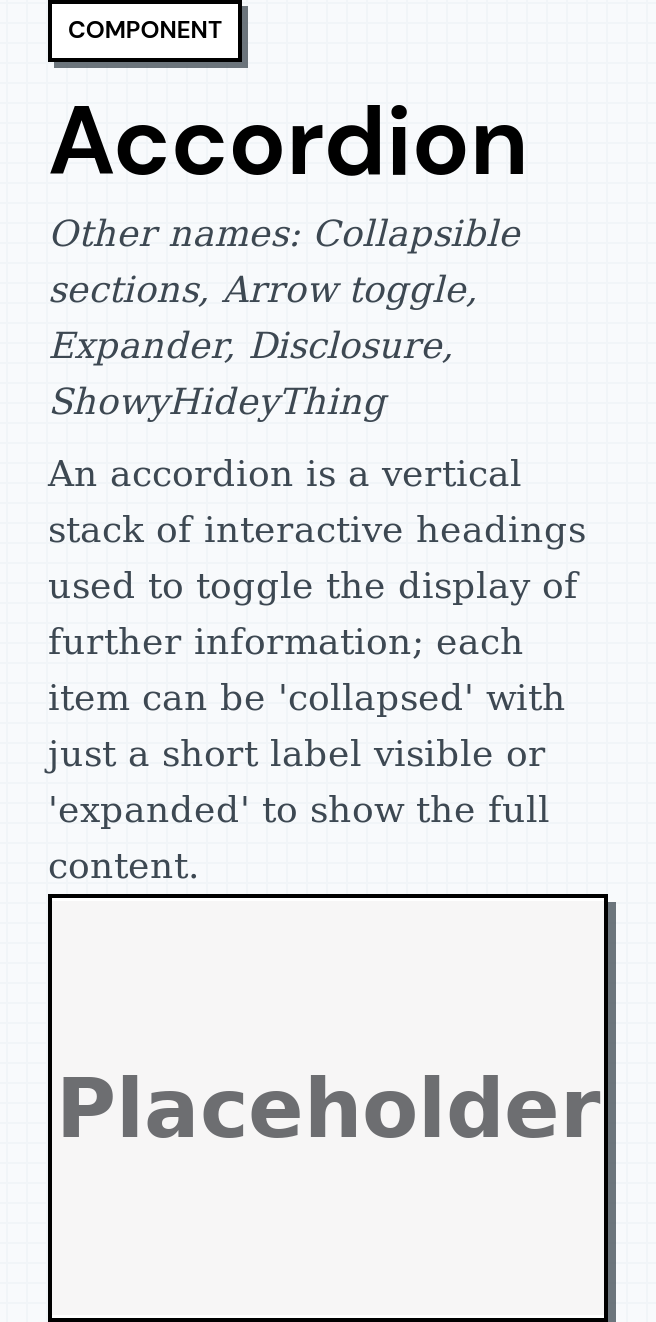 COMPONENT
Accordion
Other names: Collapsible
sections, Arrow toggle,
Expander, Disclosure,
ShowyHideyThing
An accordion is a vertical
stack of interactive headings
used to toggle the display of
further information; each
item can be 'collapsed' with
just a short label visible or
'expanded' to show the full
content.
Placeholder